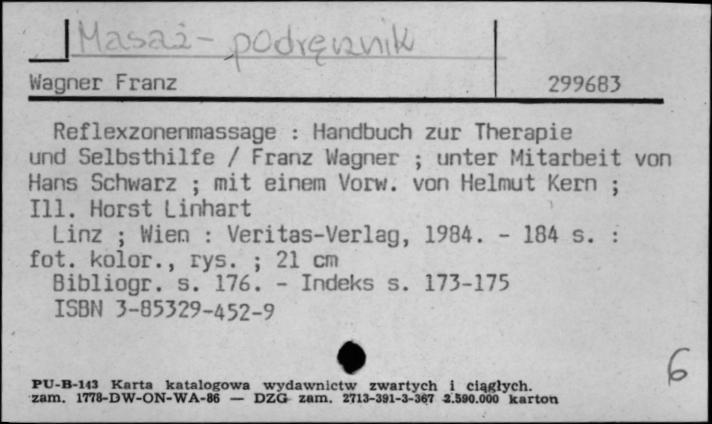 Masaż - podręcznik
Wagner Franz 299683
Reflexzonenmassage : Handbuch zur Therapie
und Selbsthilfe / Franz Wagner ; unter Mitarbeit von
Hans Schwarz ; mit einem Vorw. von Helmut Kern ;
Ill. Horst Linhart
Linz ; Wien : Veritas-Verlag, 1984. - 184 s. :
fot. kolor., rys. ; 21 cm
Bibliogr. s. 176. - Indeks s. 173-175
ISBN 3-85329-452-9
6
PU-B-143 Karta katalogowa wydawnictw zwartych i ciągłych.
zam. 1778-DW-ON-WA-86 — DZG zam. 2713-391-3-367 2.590.000 karton